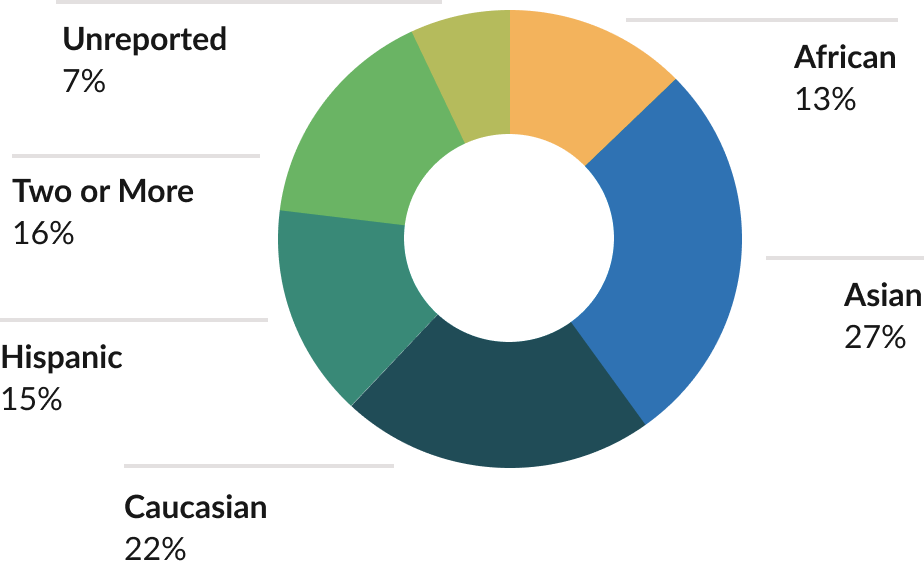 Unreported
7%
African
13%
Two or More
16%
Asian
27%
Hispanic
15%
Caucasian
22%